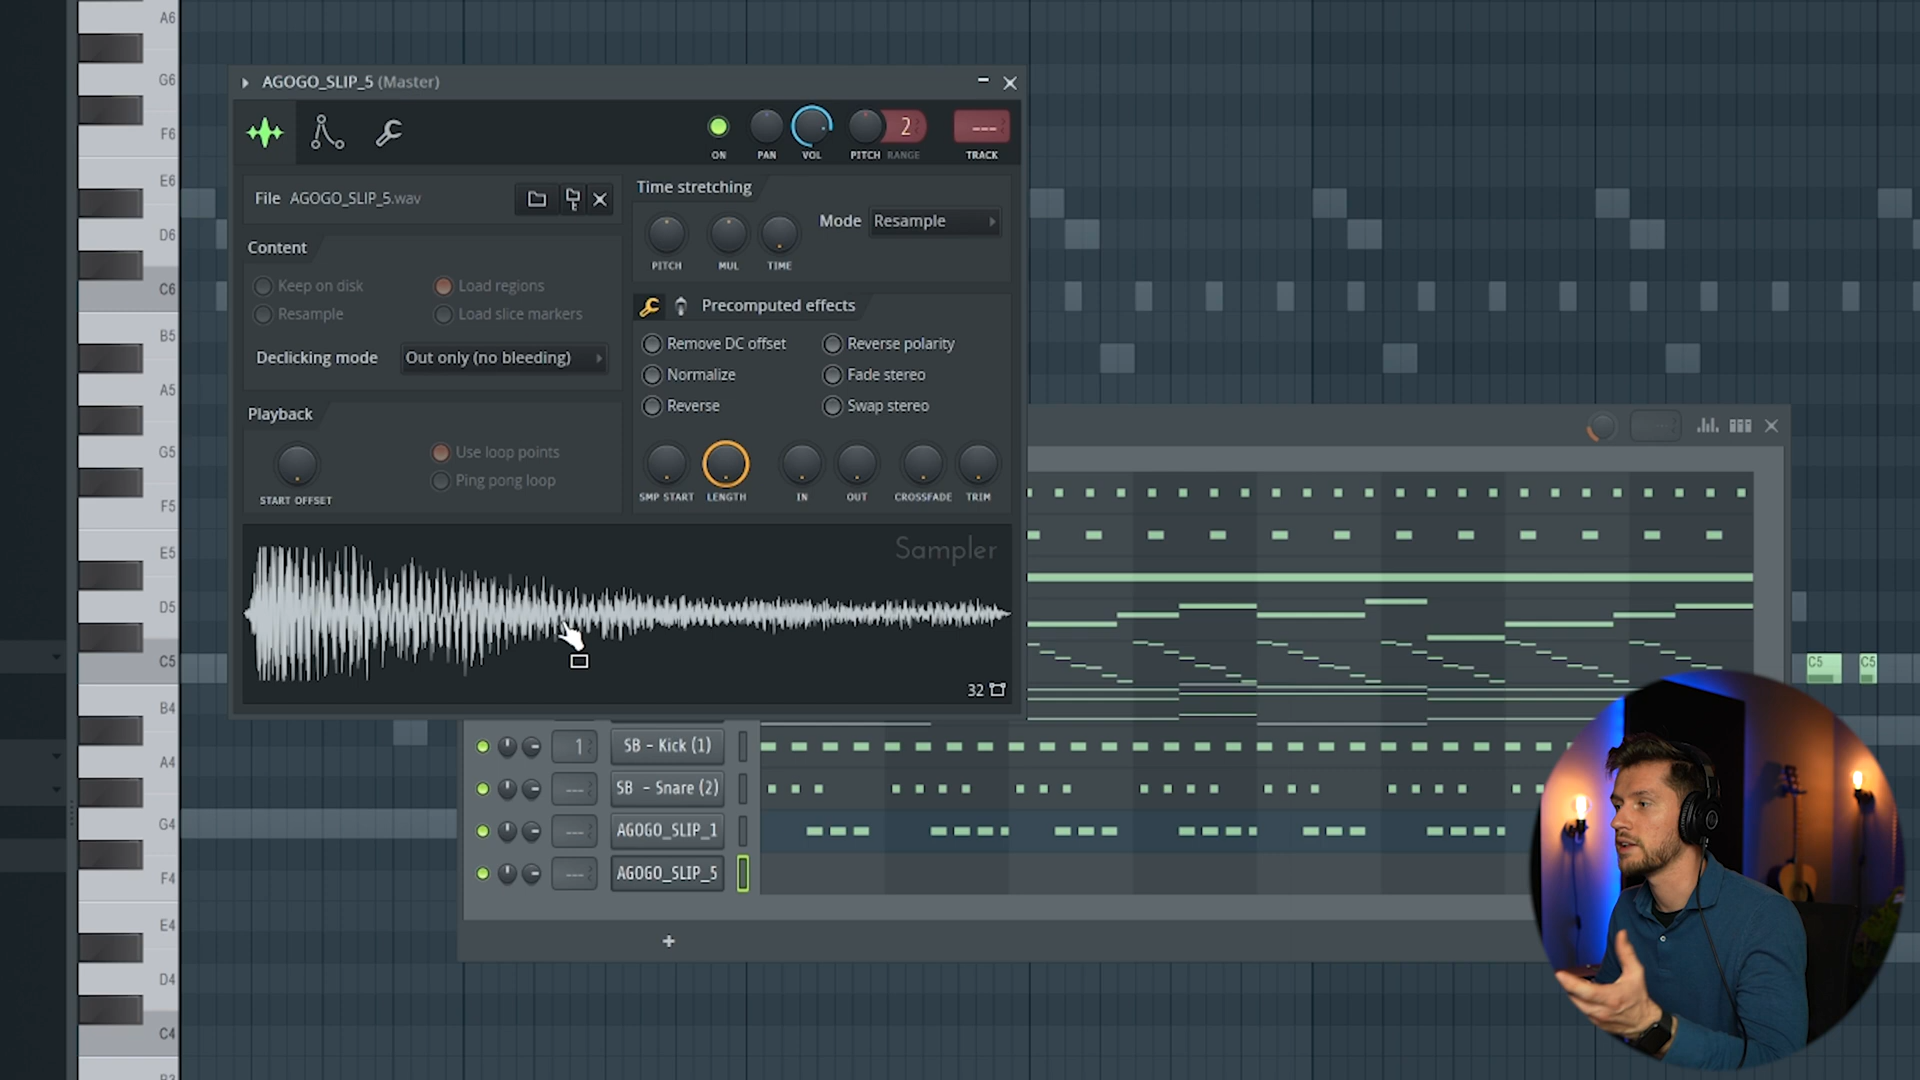 A6
G6
F6
E6
D6
C6
B5
A5
G5
F5
E5
D5
C5
B4
A4
G4
F4
E4
D4
C4
AGOGO_SLIP_5 (Master)
ON
PAN
VOL
PITCH
2
RANGE
---
TRACK
File AGOGO_SLIP_5.wav
Content
Keep on disk
Load regions
Resample
Load slice markers
Declicking mode
Out only (no bleeding)
Playback
Use loop points
Ping pong loop
START OFFSET
Time stretching
PITCH
MUL
TIME
Mode
Resample
Precomputed effects
Remove DC offset
Reverse polarity
Normalize
Fade stereo
Reverse
Swap stereo
SMP START
LENGTH
IN
OUT
CROSSFADE
TRIM
Sampler
32
1
SB - Kick (1)
---
SB - Snare (2)
---
AGOGO_SLIP_1
---
AGOGO_SLIP_5
+
C5
C5